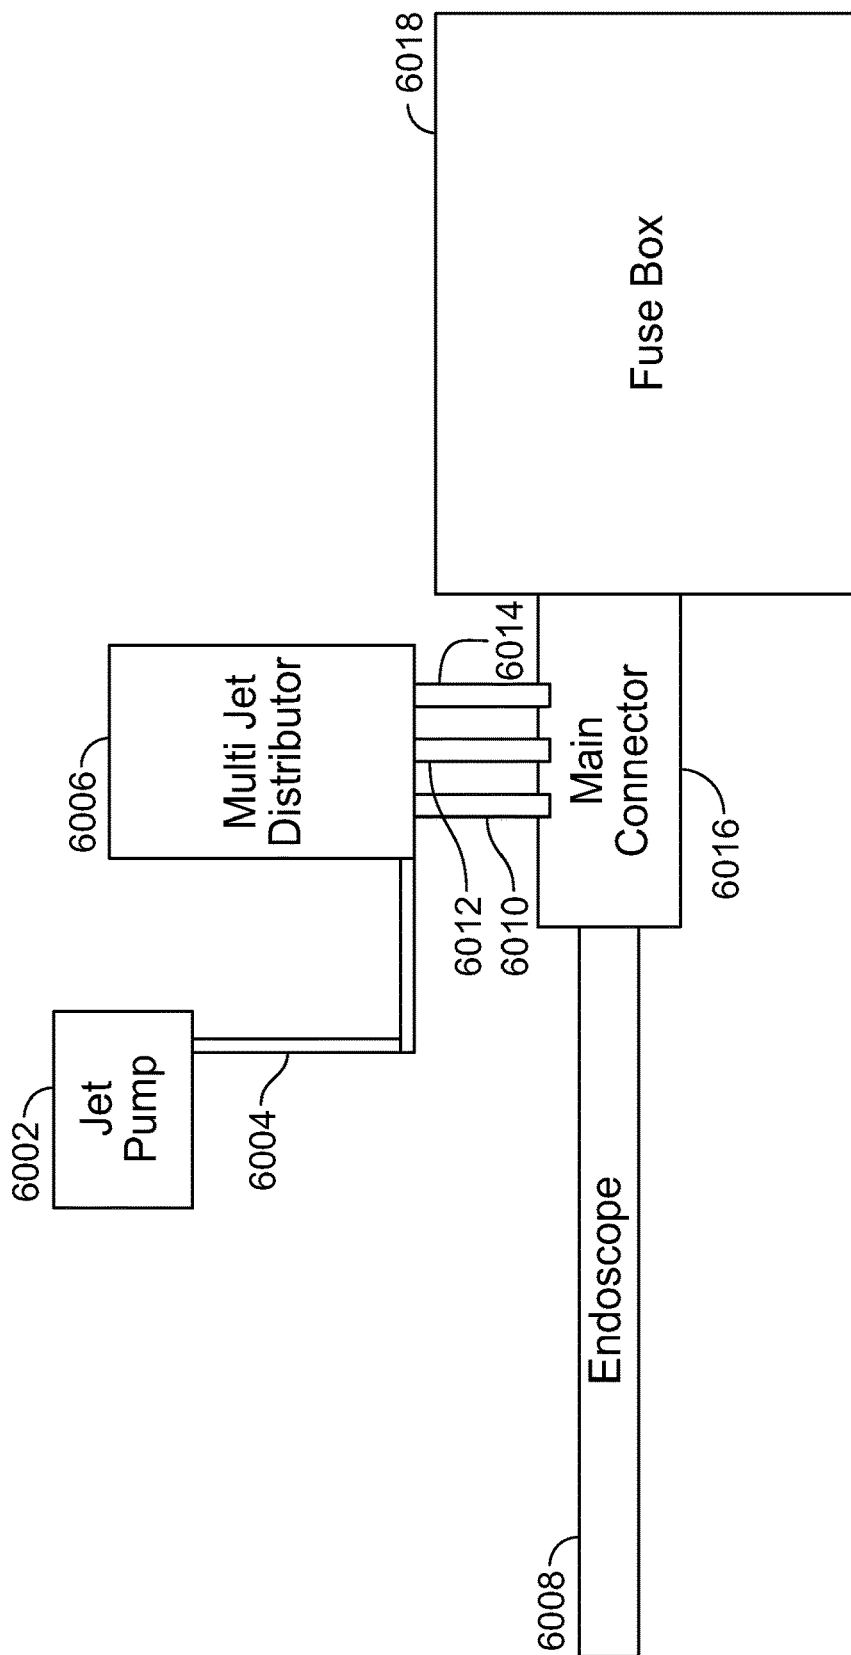 6002
Jet
Pump
6004
6006
Multi Jet
Distributor
6012
6010
6014
6018
Fuse Box
Main
Connector
6016
6008
Endoscope